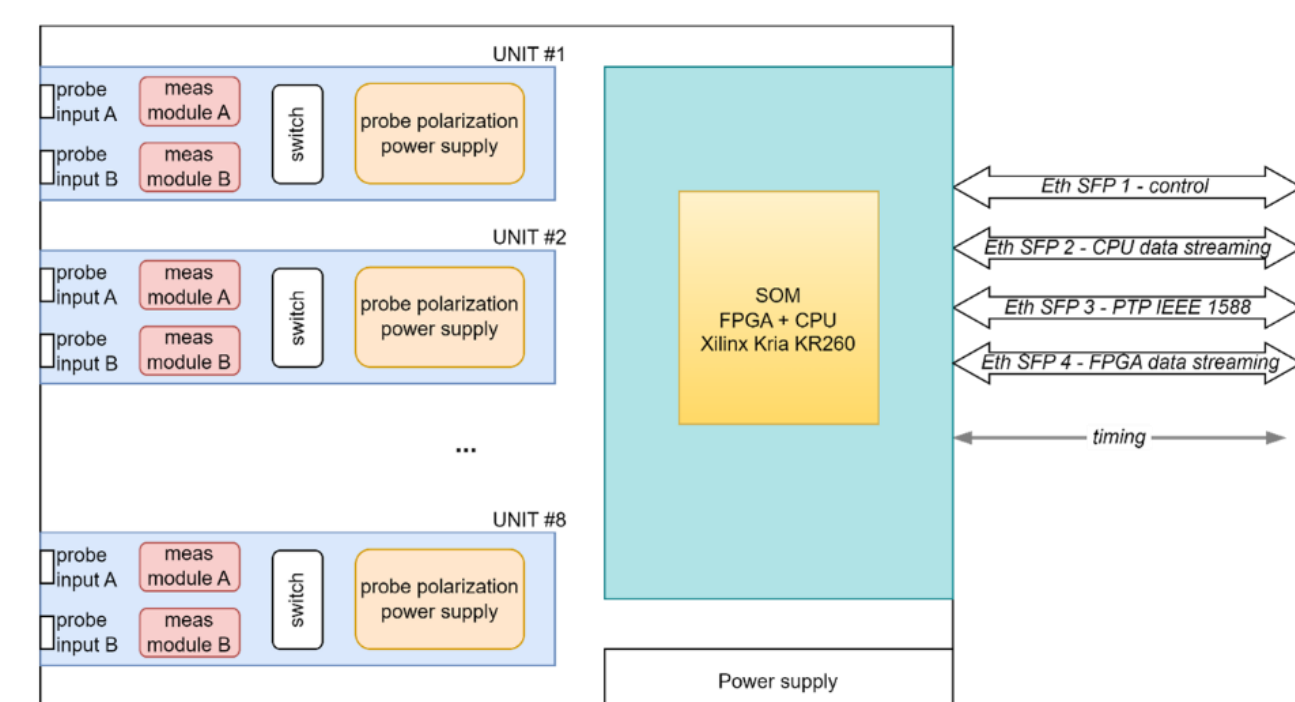 UNIT #1
probe
input A
meas
module A
probe
input B
meas
module B
switch
probe polarization
power supply
UNIT #2
probe
input A
meas
module A
probe
input B
meas
module B
switch
probe polarization
power supply
...
UNIT #8
probe
input A
meas
module A
probe
input B
meas
module B
switch
probe polarization
power supply
SOM
FPGA + CPU
Xilinx Kria KR260
Power supply
Eth SFP 1 - control
Eth SFP 2 - CPU data streaming
Eth SFP 3 - PTP IEEE 1588
Eth SFP 4 - FPGA data streaming
timing